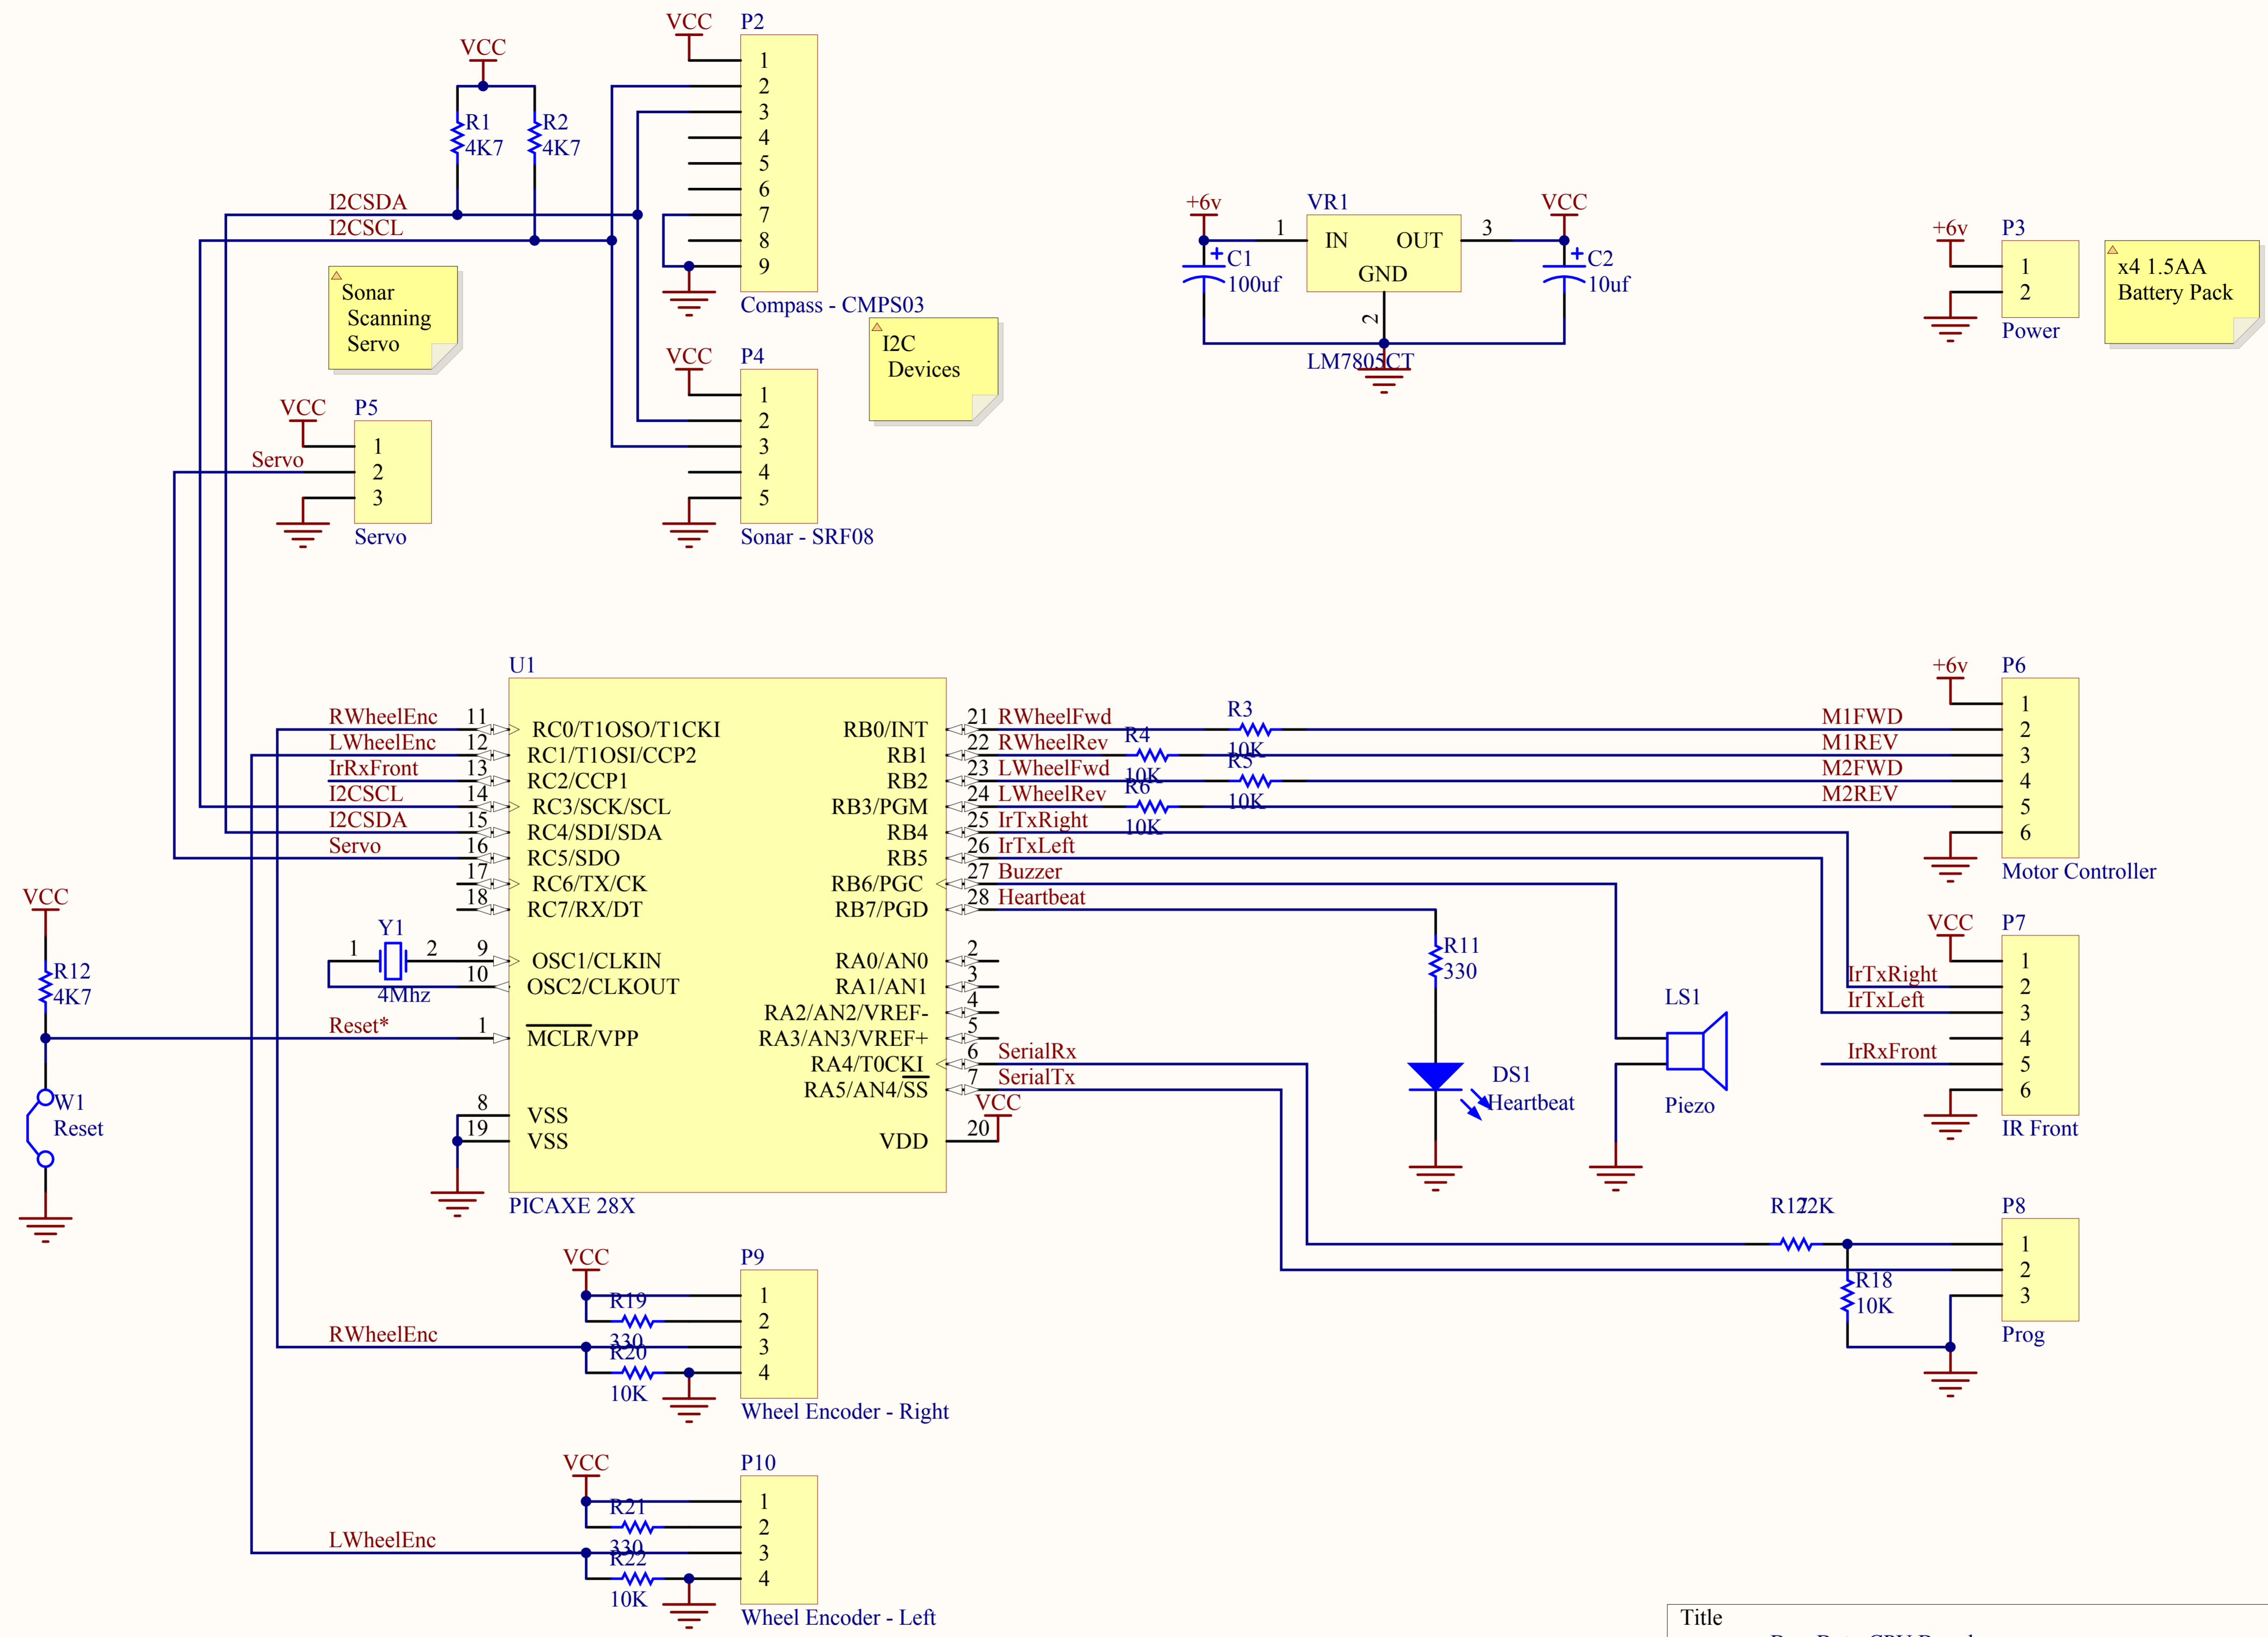 VCC
R1
4K7
R2
4K7
I2CSDA
I2CSCL
Sonar
Scanning
Servo
VCC
P2
1
2
3
4
5
6
7
8
9
Compass - CMPS03
I2C
Devices
VCC
P4
1
2
3
4
5
Sonar - SRF08
VCC
P5
Servo
1
2
3
Servo
+6v
VR1
VCC
1
IN
OUT
3
GND
2
C1
100uf
C2
10uf
LM7805CT
+6v
P3
1
2
Power
x4 1.5AA
Battery Pack
U1
RWheelEnc 11 RC0/T1OSO/T1CKI
LWheelEnc 12 RC1/T1OSI/CCP2
IrRxFront 13 RC2/CCP1
I2CSCL 14 RC3/SCK/SCL
I2CSDA 15 RC4/SDI/SDA
Servo 16 RC5/SDO
17 RC6/TX/CK
18 RC7/RX/DT
Y1
1
2
4Mhz
9 OSC1/CLKIN
10 OSC2/CLKOUT
Reset* 1 MCLR/VPP
8 VSS
19 VSS
RB0/INT 21 RWheelFwd
RB1 22 RWheelRev
RB2 23 LWheelFwd
RB3/PGM 24 LWheelRev
RB4 25 IrTxRight
RB5 26 IrTxLeft
RB6/PGC 27 Buzzer
RB7/PGD 28 Heartbeat
RA0/AN0 2
RA1/AN1 3
RA2/AN2/VREF- 4
RA3/AN3/VREF+ 5
RA4/T0CKI 6 SerialRx
RA5/AN4/SS 7 SerialTx
VCC
VDD 20
PICAXE 28X
VCC
R12
4K7
W1
Reset
R3
10K
R4
10K
R5
10K
R6
10K
M1FWD
M1REV
M2FWD
M2REV
+6v
P6
1
2
3
4
5
6
Motor Controller
R11
330
DS1
Heartbeat
LS1
Piezo
VCC
P7
IrTxRight
IrTxLeft
IrRxFront
1
2
3
4
5
6
IR Front
P8
1
2
3
Prog
R18
10K
VCC
P9
R19
330
RWheelEnc
R20
10K
1
2
3
4
Wheel Encoder - Right
VCC
P10
R21
330
LWheelEnc
R22
10K
1
2
3
4
Wheel Encoder - Left
Title